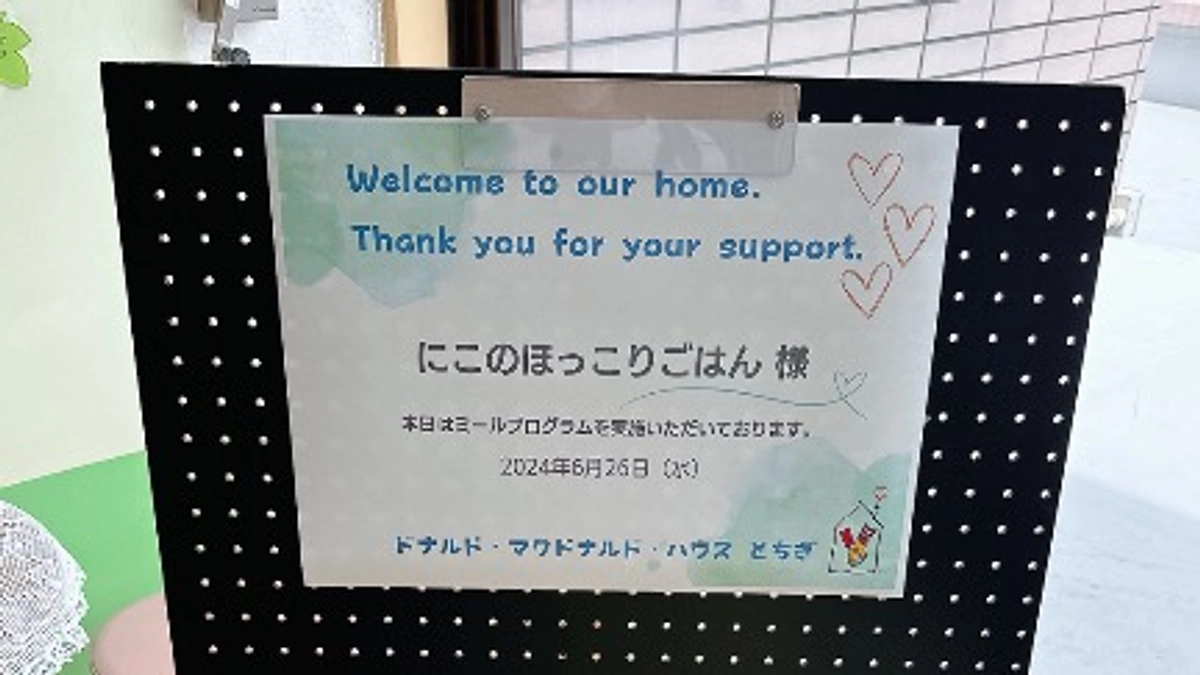 Welcome to our home.
Thank you for your support.
にこのほっこりごはん 様
本日はミールプログラムを実施いただいております。
2024年6月26日（水）
ドナルド・マクドナルド・ハウス とちぎ